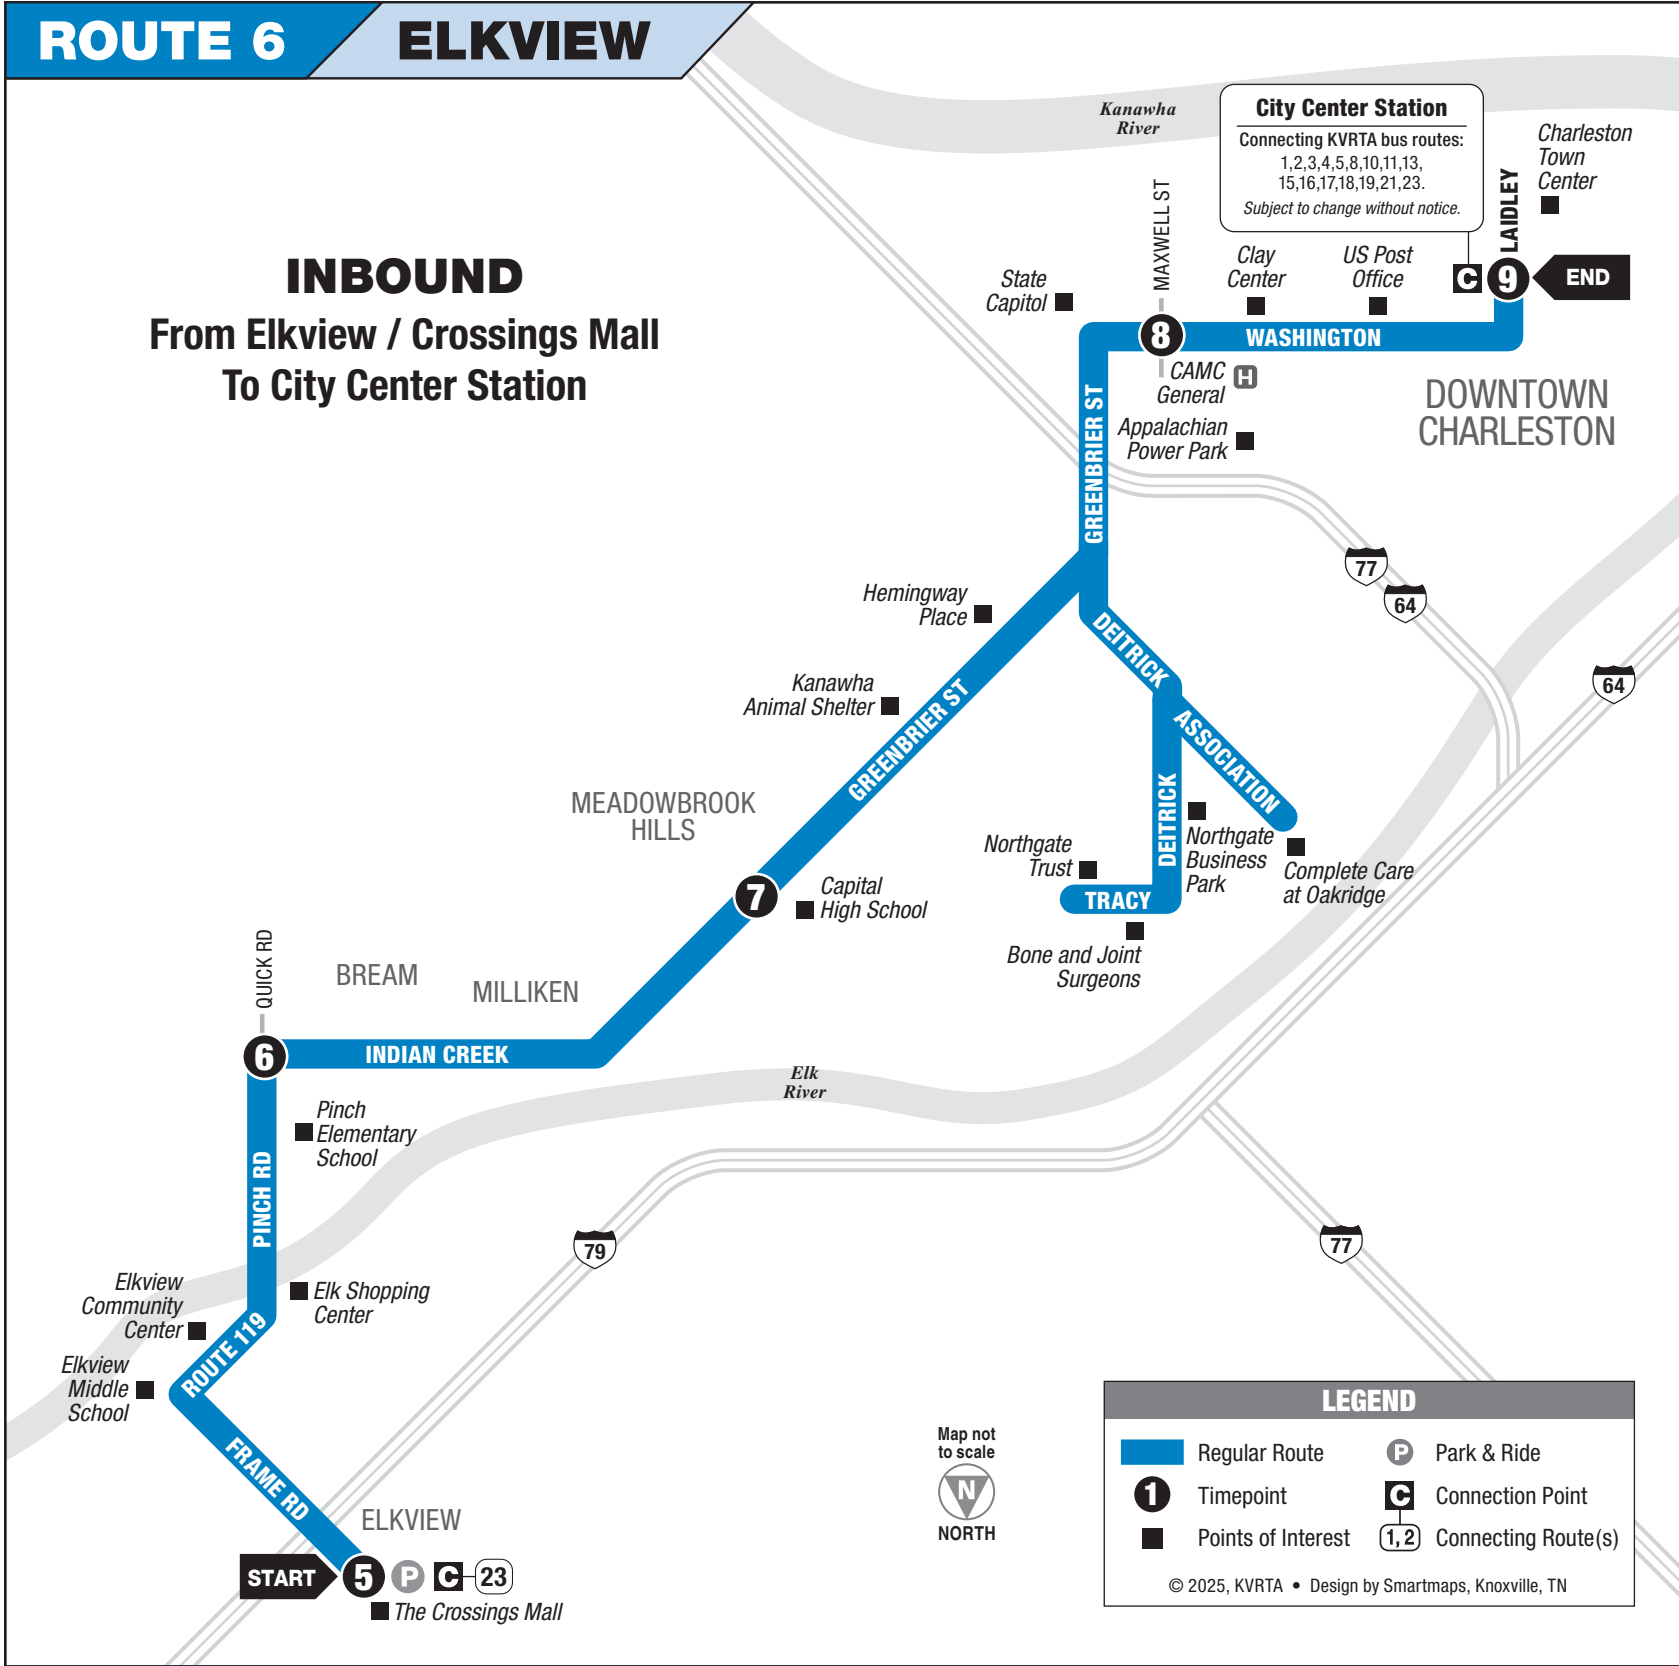 ROUTE 6
ELKVIEW
INBOUND
From Elkview / Crossings Mall
To City Center Station
Kanawha
River
City Center Station
Connecting KVRTA bus routes:
1,2,3,4,5,8,10,11,13,
15,16,17,18,19,21,23.
Subject to change without notice.
Charleston
Town
Center
LAIDLEY
C
9
END
MAXWELL ST
State
Capitol
Clay
Center
US Post
Office
8
WASHINGTON
CAMC
General
H
Appalachian
Power Park
DOWNTOWN
CHARLESTON
GREENBRIER ST
77
64
64
Hemingway
Place
DEITRICK
Kanawha
Animal Shelter
GREENBRIER ST
ASSOCIATION
DEITRICK
MEADOWBROOK
HILLS
Northgate
Trust
Northgate
Business
Park
Complete Care
at Oakridge
7
Capital
High School
TRACY
Bone and Joint
Surgeons
QUICK RD
BREAM
MILLIKEN
6
INDIAN CREEK
Elk
River
Pinch
Elementary
School
PINCH RD
79
77
Elkview
Community
Center
Elk Shopping
Center
ROUTE 119
Elkview
Middle
School
FRAME RD
ELKVIEW
START
5
P
C
23
The Crossings Mall
Map not
to scale
N
NORTH
LEGEND
Regular Route
P
Park & Ride
1
Timepoint
C
Connection Point
Points of Interest
1, 2
Connecting Route(s)
© 2025, KVRTA • Design by Smartmaps, Knoxville, TN